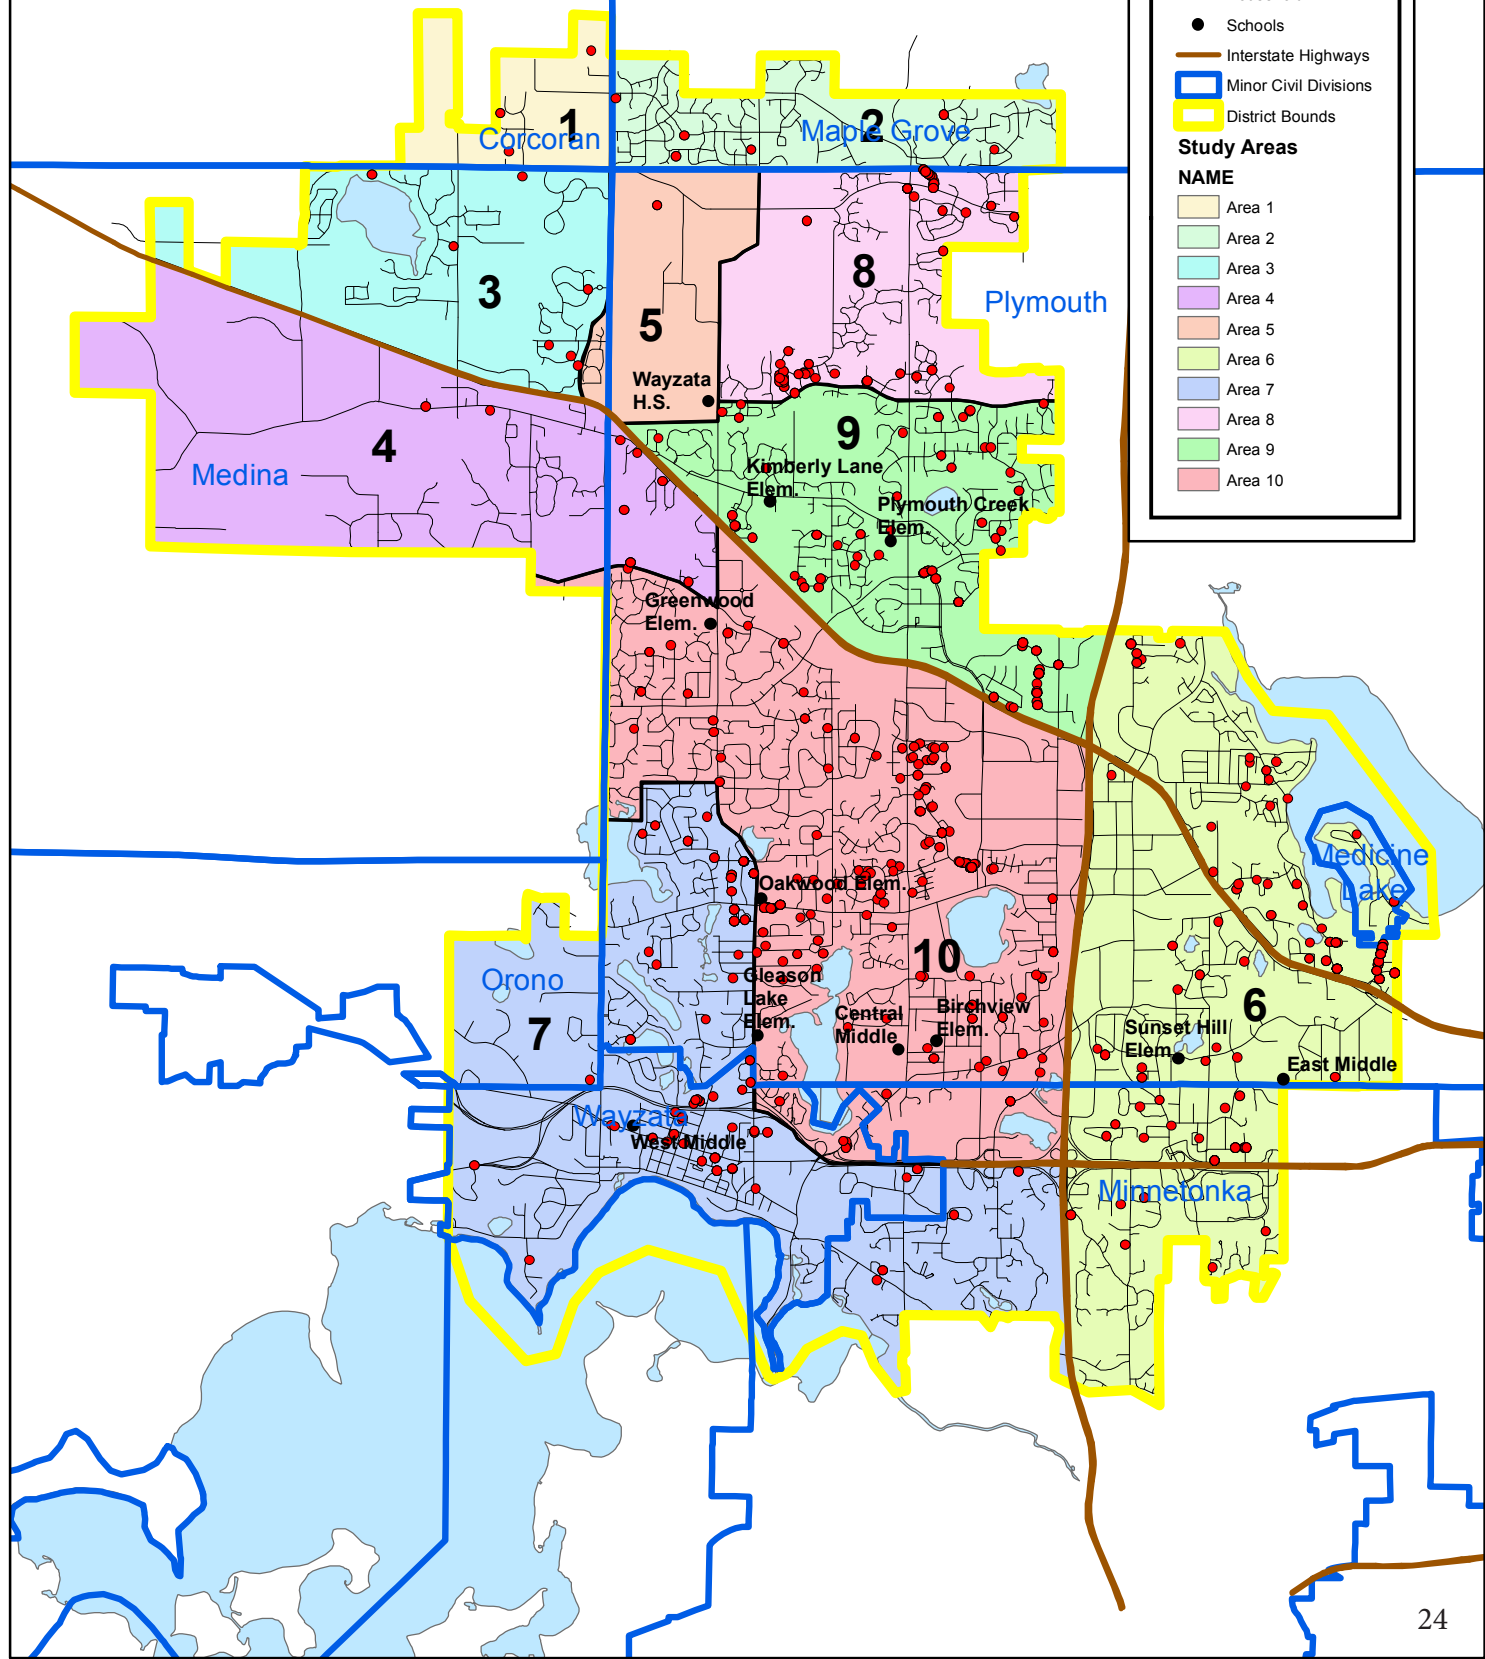 Schools
Interstate Highways
Minor Civil Divisions
District Bounds
Study Areas
NAME
Area 1
Area 2
Area 3
Area 4
Area 5
Area 6
Area 7
Area 8
Area 9
Area 10
1
Corcoran
2
Maple Grove
3
5
8
Plymouth
Wayzata
H.S.
4
Medina
9
Kimberly Lane
Elem.
Plymouth Creek
Elem.
Greenwood
Elem.
Medicine
Lake
Oakwood Elem.
10
Orono
7
Gleason
Lake
Elem.
Central
Middle
Birchview
Elem.
6
Sunset Hill
Elem.
East Middle
Wayzata
West Middle
Minnetonka
24